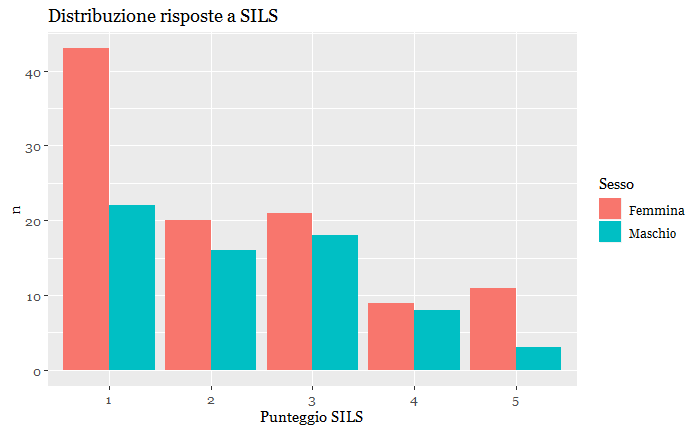 Distribuzione risposte a SILS
40
30
20
10
0
n
1 2 3 4 5
Punteggio SILS
Sesso
Femmina
Maschio